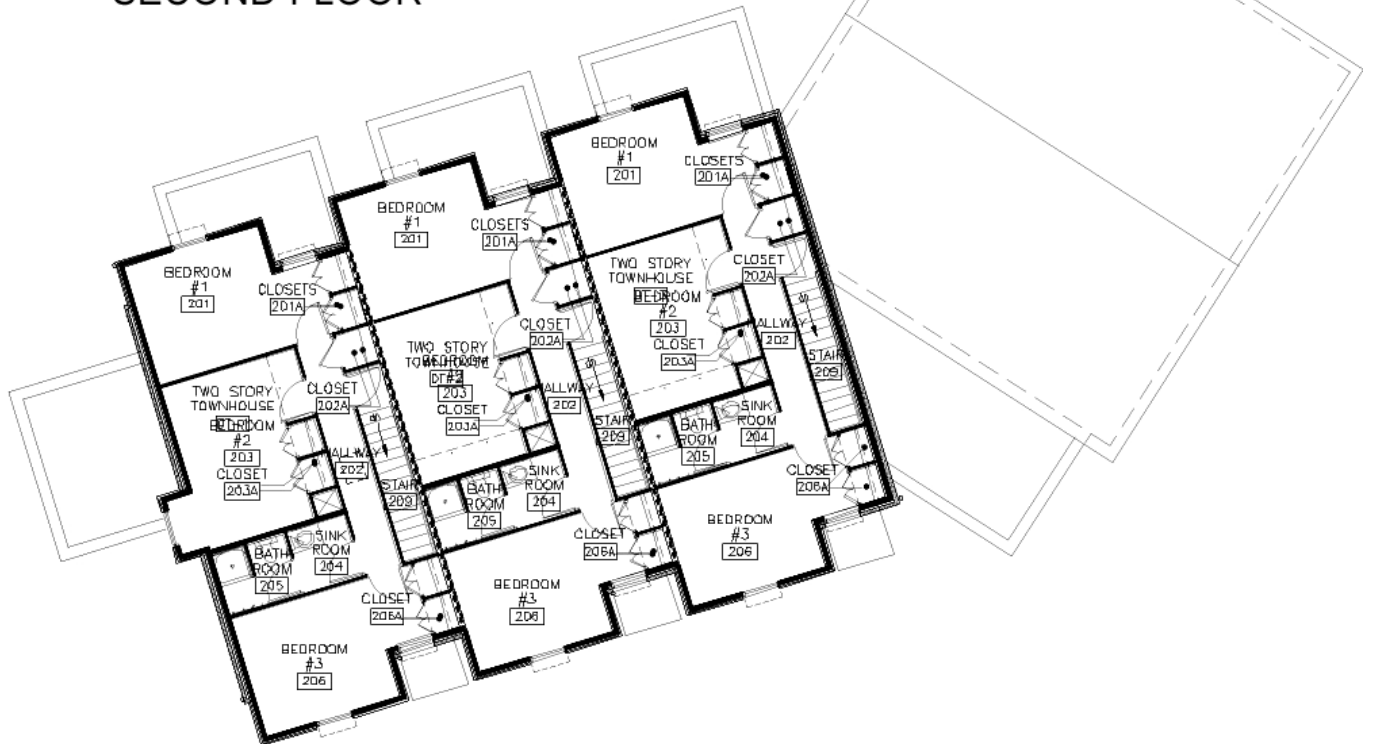 SECOND FLOOR
BEDROOM
#1
201
CLOSETS
201A
CLOSET
202A
TWO STORY
TOWNHOUSE
BEDROOM
#2
203
CLOSET
203A
ALLWAY
202
STAIR
209
S
BATH
ROOM
205
SINK
ROOM
204
CLOSET
206A
BEDROOM
#3
206
BEDROOM
#1
201
CLOSETS
201A
CLOSET
202A
TWO STORY
TOWNHOUSE
BEDROOM
#2
203
CLOSET
203A
ALLWAY
202
STAIR
209
S
BATH
ROOM
205
SINK
ROOM
204
CLOSET
206A
BEDROOM
#3
206
BEDROOM
#1
201
CLOSETS
201A
CLOSET
202A
TWO STORY
TOWNHOUSE
BEDROOM
#2
203
CLOSET
203A
ALLWAY
202
STAIR
209
S
BATH
ROOM
205
SINK
ROOM
204
CLOSET
206A
BEDROOM
#3
206